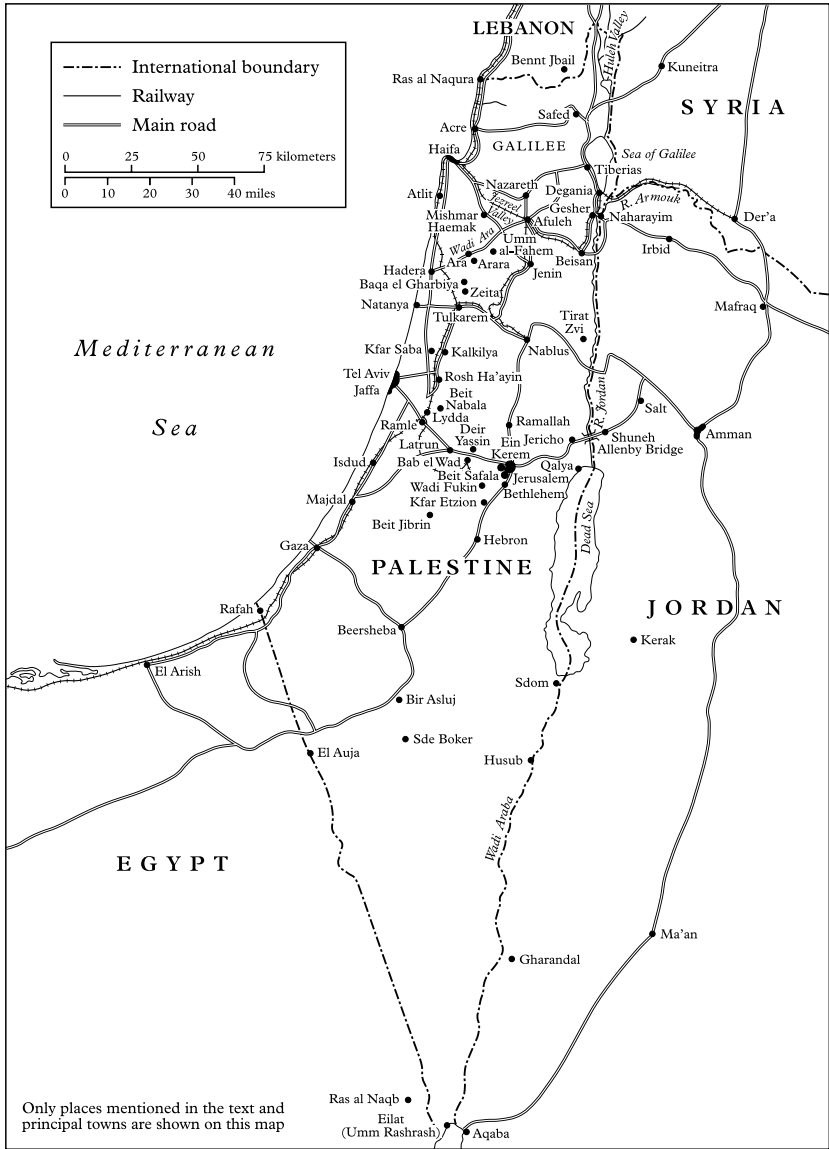 LEBANON
International boundary
Railway
Main road
0 25 50 75 kilometers
0 10 20 30 40 miles
Huleh Valley
Bennt Jbail
Ras al Naqura
Kuneitra
SYRIA
Safed
Acre
GALILEE
Haifa
Sea of Galilee
Tiberias
Nazareth
Degania
Atlit
Jezreel
Valley
R. Armouk
Mishmar
Haemak
Gesher
Naharayim
Afuleh
Der'a
Wadi Ara
Umm
al-Fahem
Irbid
Ara
Arara
Beisan
Hadera
Jenin
Baqa el Gharbiya
Zeita
Natanya
Tulkarem
Mafraq
Tirat
Zvi
Mediterranean
Sea
Kfar Saba
Kalkilya
Nablus
Tel Aviv
Jaffa
Rosh Ha'ayin
R. Jordan
Beit
Nabala
Salt
Lydda
Ramle
Ramallah
Deir
Yassin
Amman
Latrun
Ein
Kerem
Jericho
Shuneh
Allenby Bridge
Isdud
Bab el Wad
Qalya
Beit Safala
Jerusalem
Wadi Fukin
Bethlehem
Majdal
Kfar Etzion
Beit Jibrin
Dead Sea
Gaza
Hebron
PALESTINE
Rafah
JORDAN
Beersheba
Kerak
El Arish
Sdom
Bir Asluj
Sde Boker
El Auja
Husub
Wadi Araba
EGYPT
Ma'an
Gharandal
Ras al Naqb
Only places mentioned in the text and
principal towns are shown on this map
Eilat
(Umm Rashrash)
Aqaba